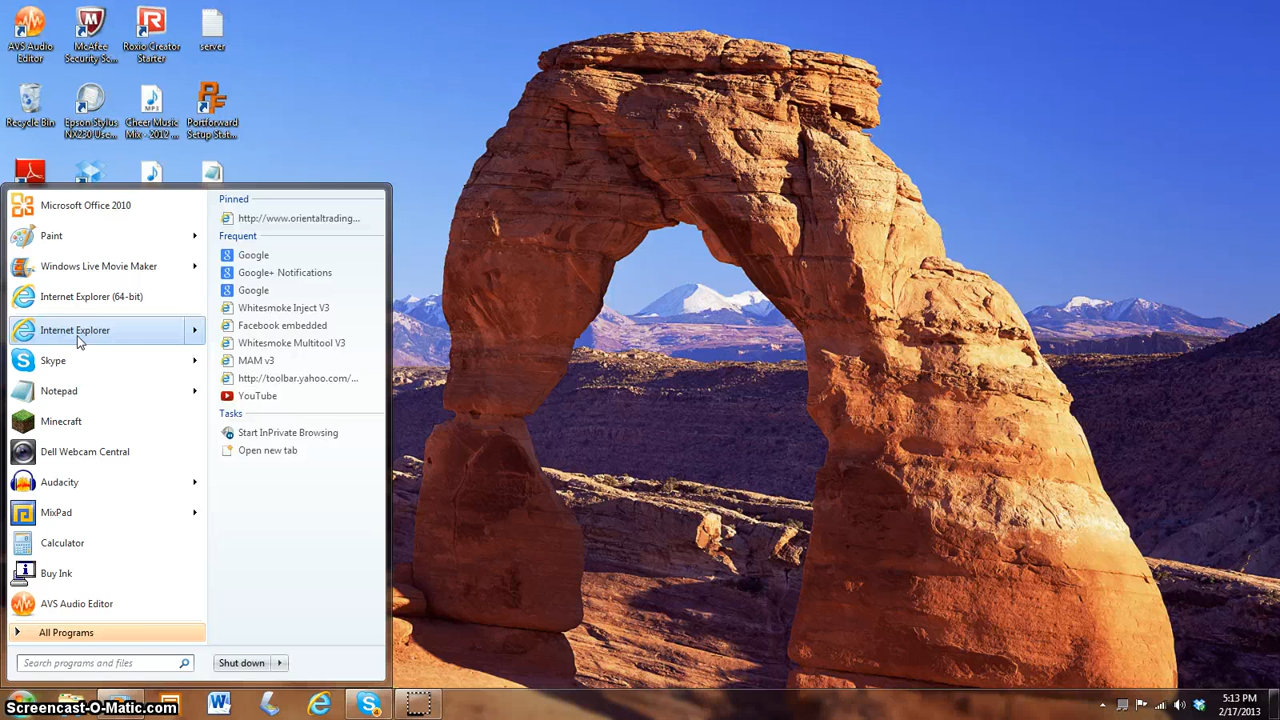 AVS Audio
Editor
McAfee
Security Sc...
Roxio Creator
Starter
server
Recycle Bin
Epson Stylus
NX230 Use...
Cheer Music
Mix - 2012 ...
Portforward
Setup Stat...
MP3
Microsoft Office 2010
Paint
Windows Live Movie Maker
Internet Explorer (64-bit)
Internet Explorer
Skype
Notepad
Minecraft
Dell Webcam Central
Audacity
MixPad
Calculator
Buy Ink
AVS Audio Editor
All Programs
Search programs and files
Pinned
http://www.orientaltrading...
Frequent
Google
Google+ Notifications
Google
Whitesmoke Inject V3
Facebook embedded
Whitesmoke Multitool V3
MAM v3
http://toolbar.yahoo.com/...
YouTube
Tasks
Start InPrivate Browsing
Open new tab
Shut down
Screencast-O-Matic.com
5:13 PM
2/17/2013